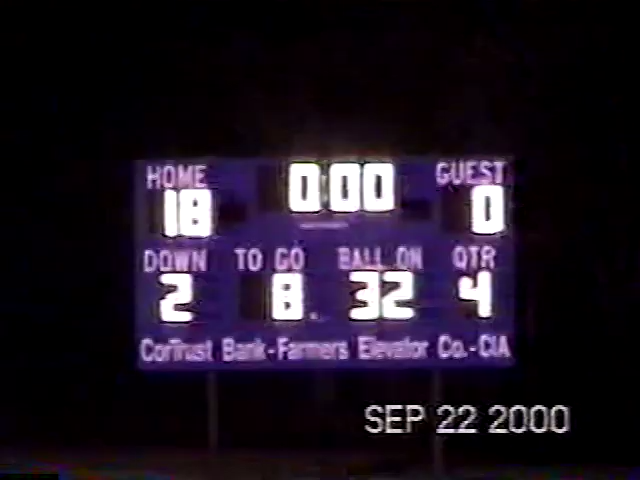 HOME 0:00 GUEST
18 0
DOWN TO GO BALL ON QTR
2 8 32 4
CorTrust Bank-Farmers Elevator Co.-CIA
SEP 22 2000